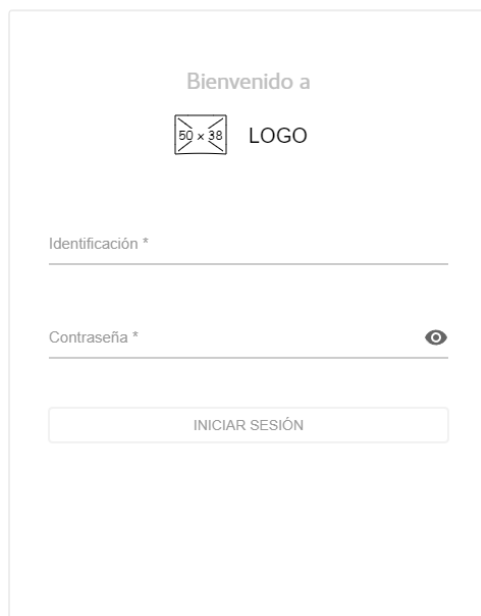 Bienvenido a
50 × 38 LOGO
Identificación *
Contraseña *
INICIAR SESIÓN